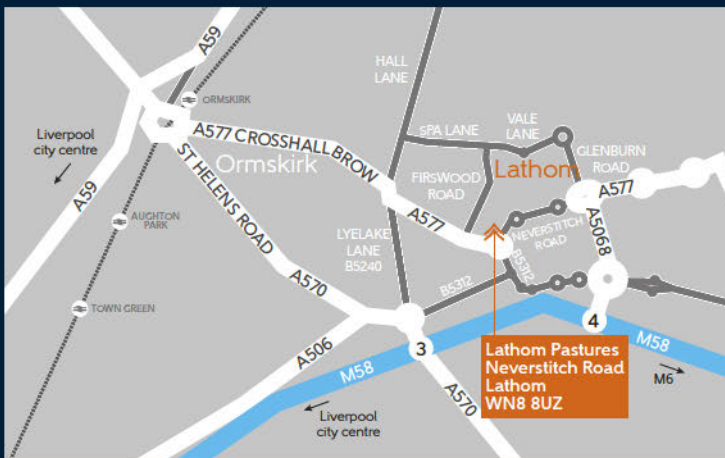 A59
HALL
LANE
ORMSKIRK
Liverpool
city centre
A577 CROSSHALL BROW
Ormskirk
sPA LANE
VALE
LANE
GLENBURN
ROAD
Lathom
FIRSWOOD
ROAD
A577
ST HELENS ROAD
A59
AUGHTON
PARK
A577
A5068
NEVERSTITCH
ROAD
LYELAKE
LANE
B5240
B5312
B5312
A570
TOWN GREEN
A506
3
4
M58
M58
M6
Lathom Pastures
Neverstitch Road
Lathom
WN8 8UZ
A570
Liverpool
city centre